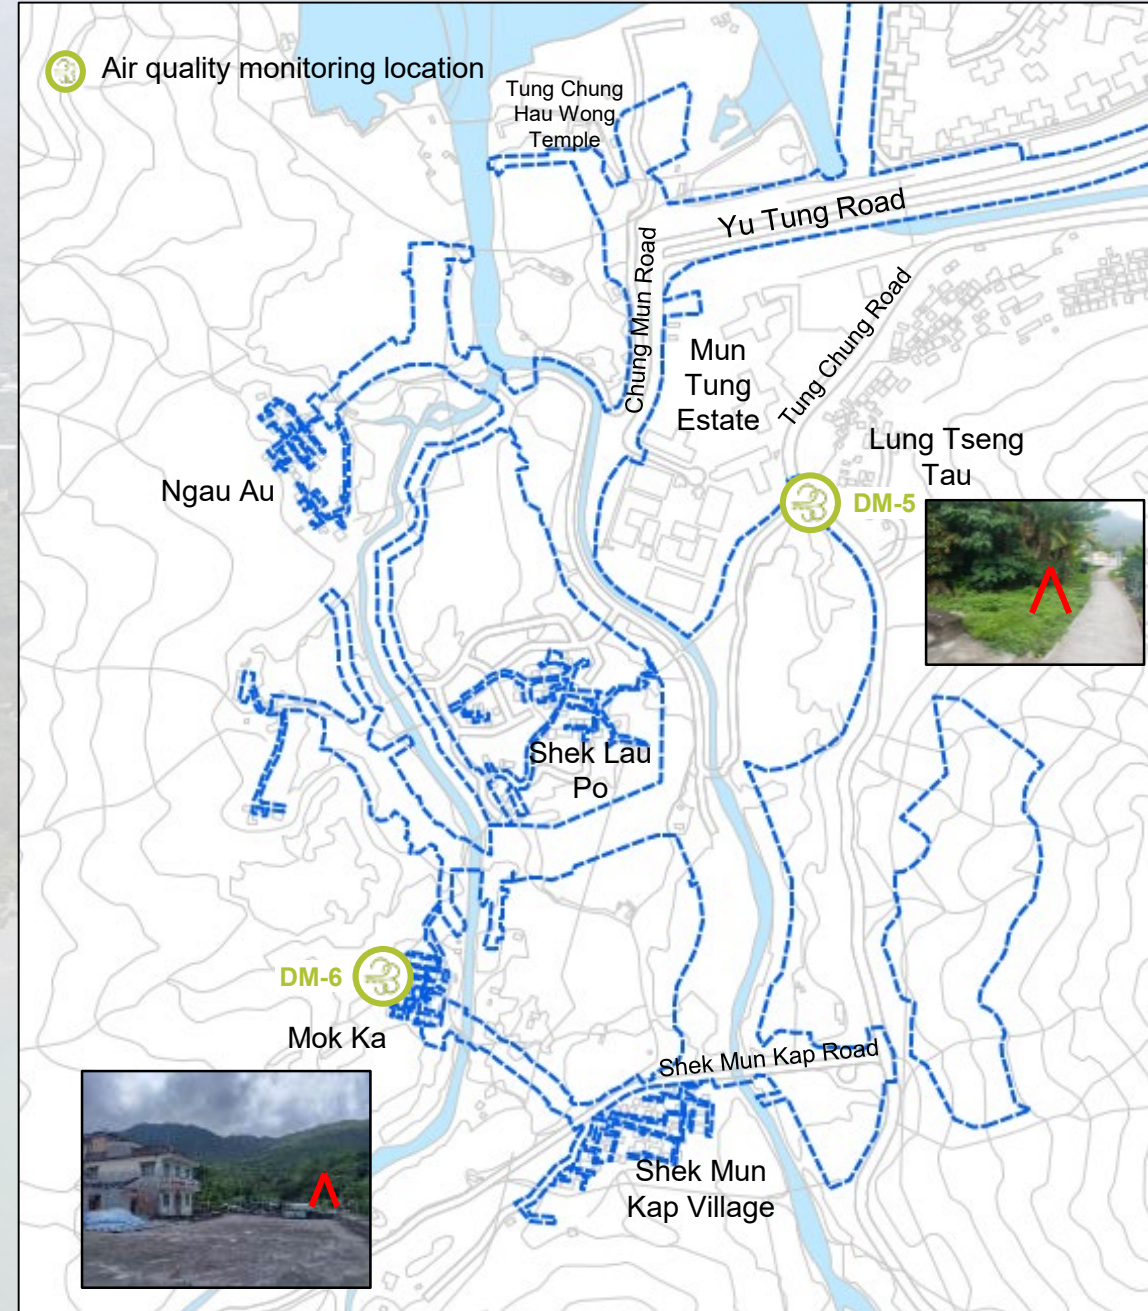 Air quality monitoring location
Tung Chung
Hau Wong
Temple
Yu Tung Road
Chung Mun Road
Tung Chung Road
Mun
Tung
Estate
Lung Tseng
Tau
Ngau Au
DM-5
Shek Lau
Po
DM-6
Mok Ka
Shek Mun Kap Road
Shek Mun
Kap Village